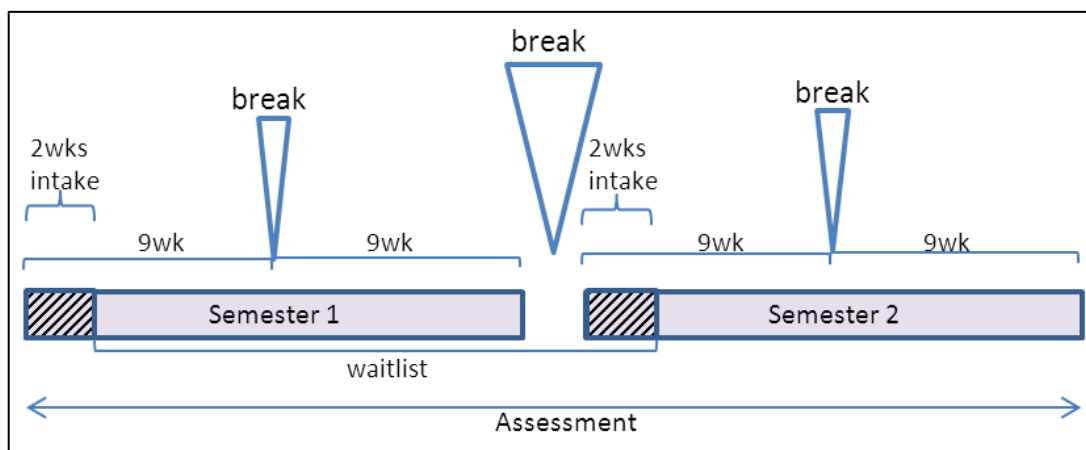 break
break
break
2wks
intake
2wks
intake
9wk
9wk
9wk
9wk
Semester 1
Semester 2
waitlist
Assessment